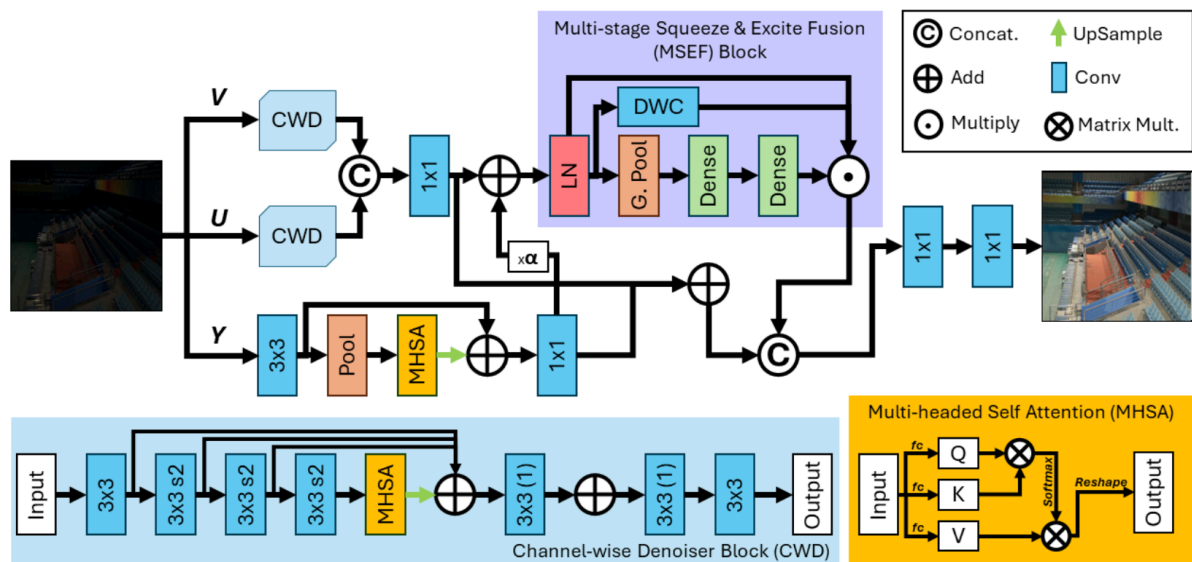 Multi-stage Squeeze & Excite Fusion
(MSEF) Block
C Concat.
UpSample
Add
Conv
Multiply
Matrix Mult.
V
CWD
U
CWD
C
1x1
LN
DWC
G. Pool
Dense
Dense
xα
1x1
1x1
Y
3x3
Pool
MHSA
1x1
C
Channel-wise Denoiser Block (CWD)
Input
3x3
3x3 s2
3x3 s2
3x3 s2
MHSA
3x3 (1)
3x3 (1)
3x3
Output
Multi-headed Self Attention (MHSA)
Input
fc
Q
fc
K
fc
V
Softmax
Reshape
Output